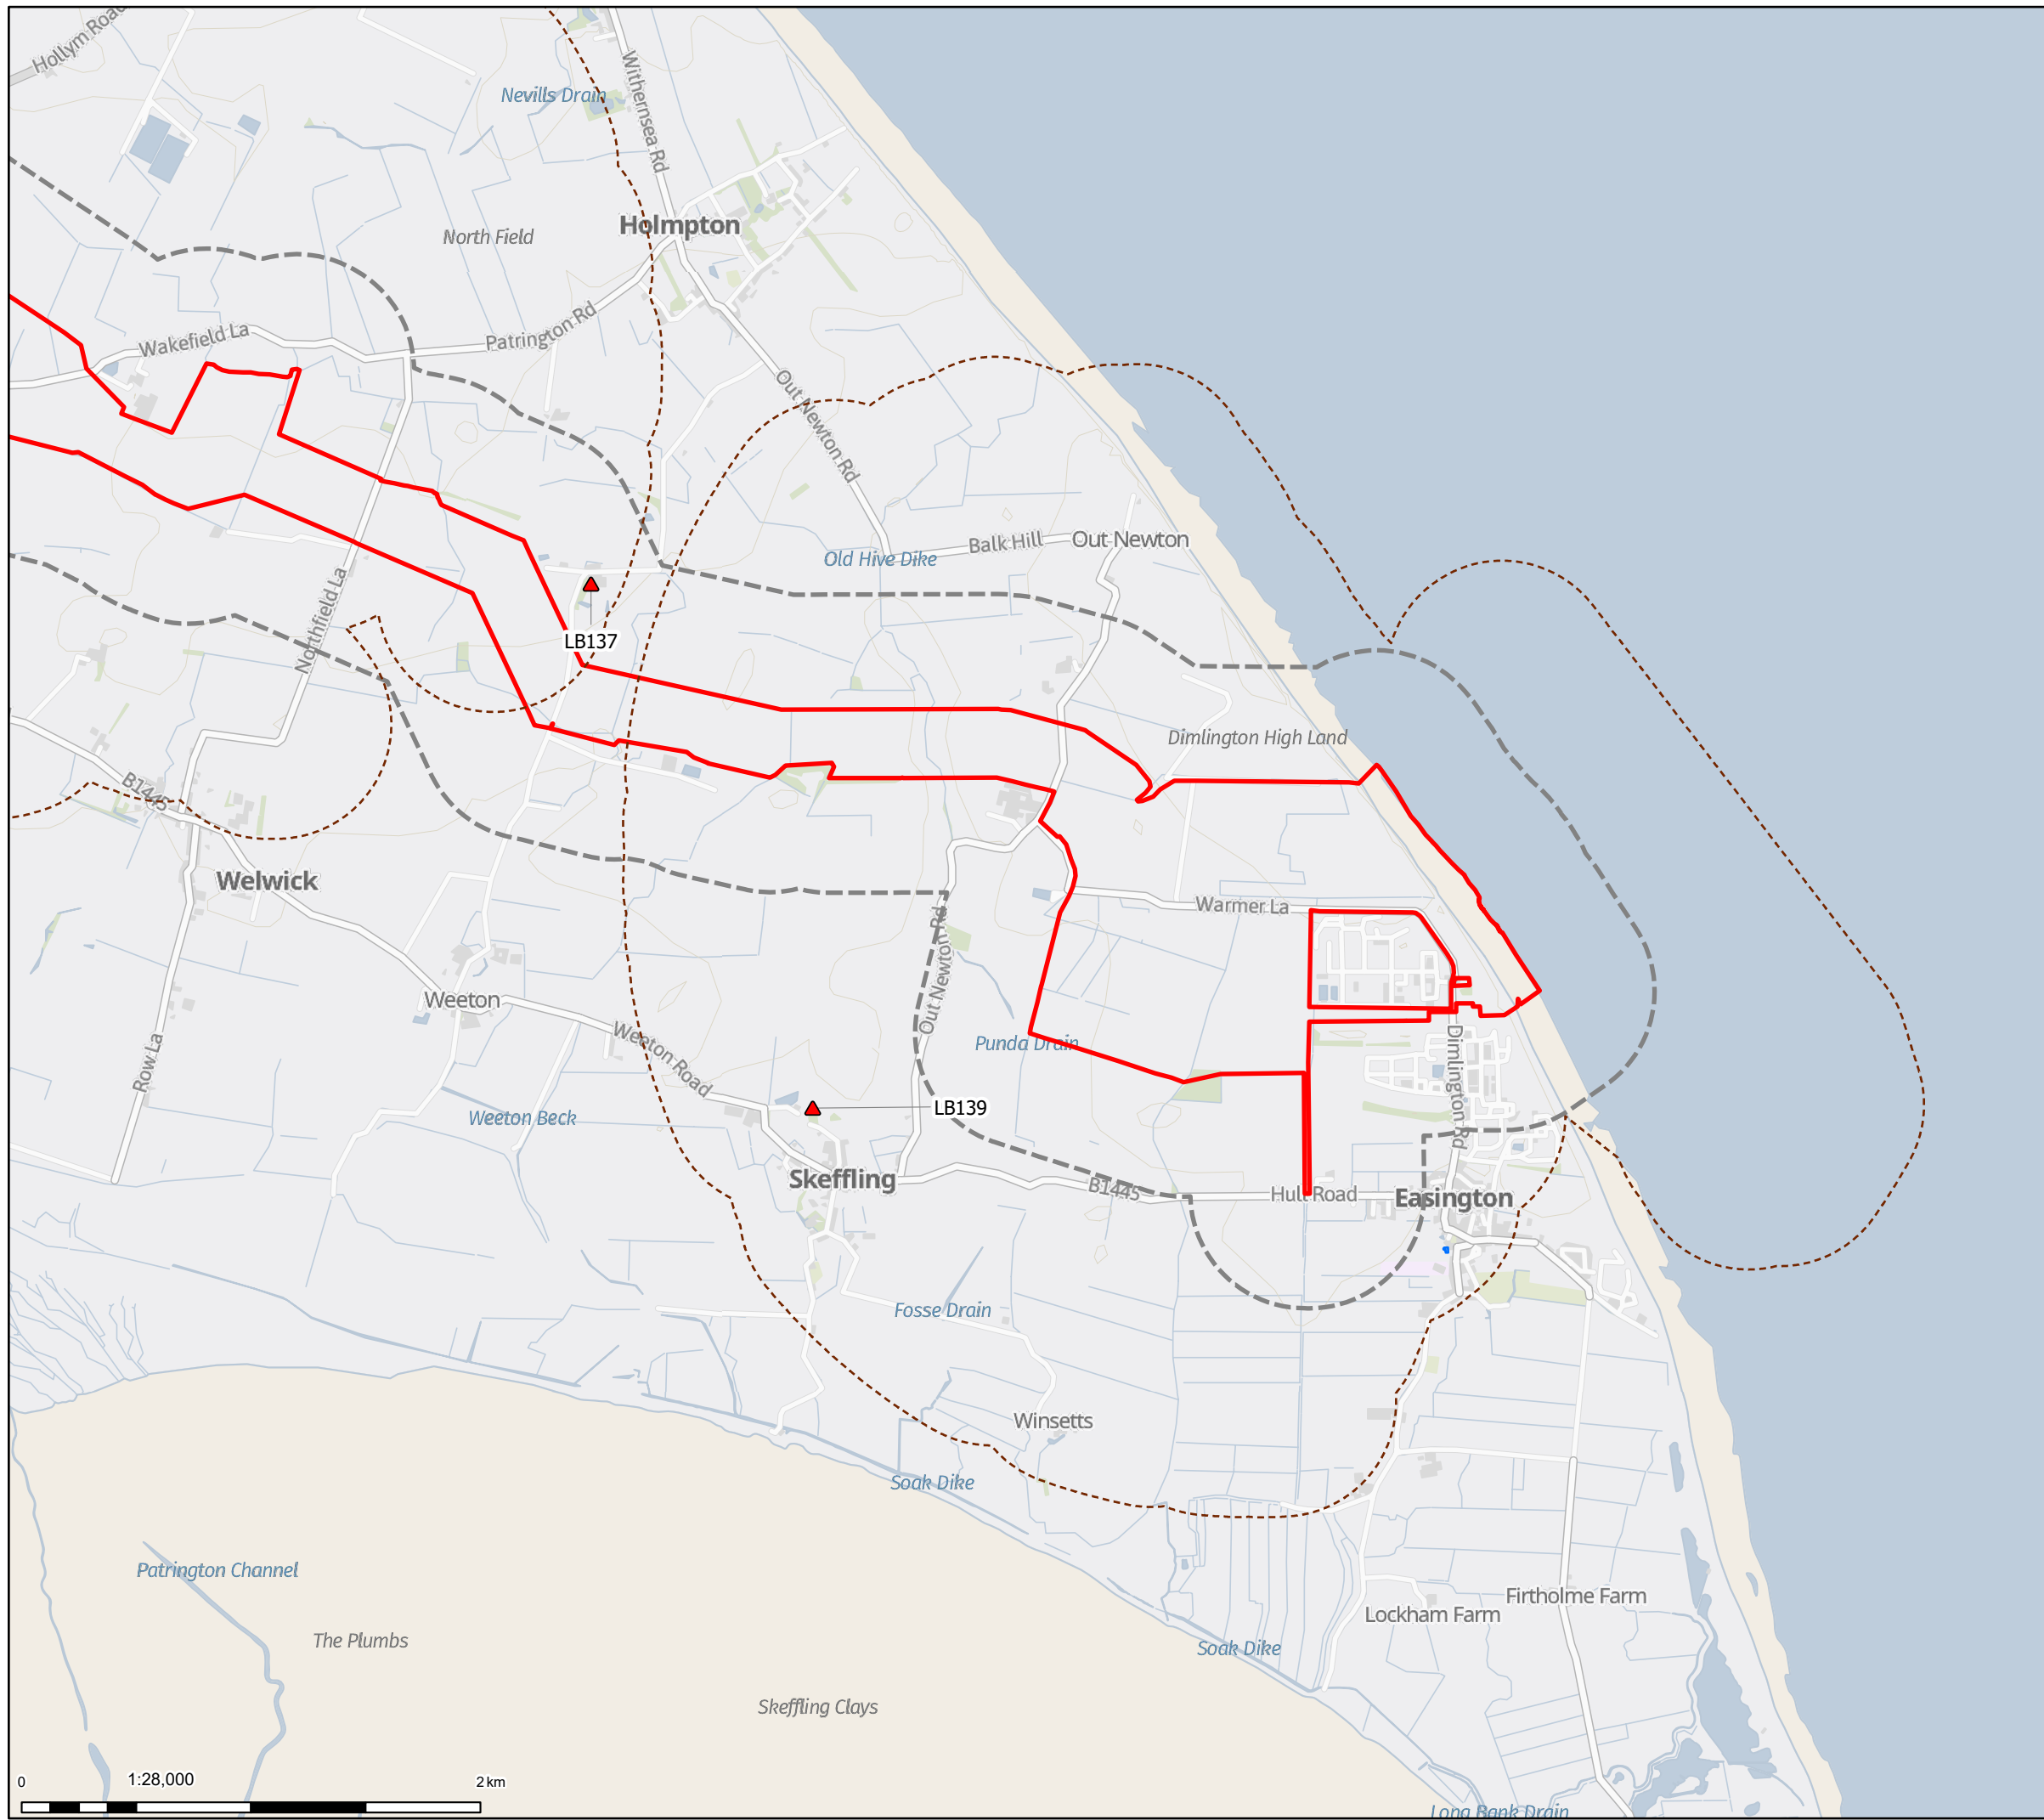 Hollym Road
Withernsea Rd
Nevills Drain
Holmpton
North Field
Wakefield La
Patrington Rd
Out Newton Rd
Balk Hill
Out Newton
Old Hive Dike
Northfield La
LB137
Dimlington High Land
B1445
Welwick
Warmer La
Out Newton Rd
Weeton
Weeton Road
Punda Drain
Dimlington Rd
Row La
Weeton Beck
LB139
Skeffling
B1445
Hull Road
Easington
Fosse Drain
Winsetts
Soak Dike
Patrington Channel
Firtholme Farm
Lockham Farm
The Plumbs
Soak Dike
Skeffling Clays
0
1:28,000
2 km
Long Bank Drain